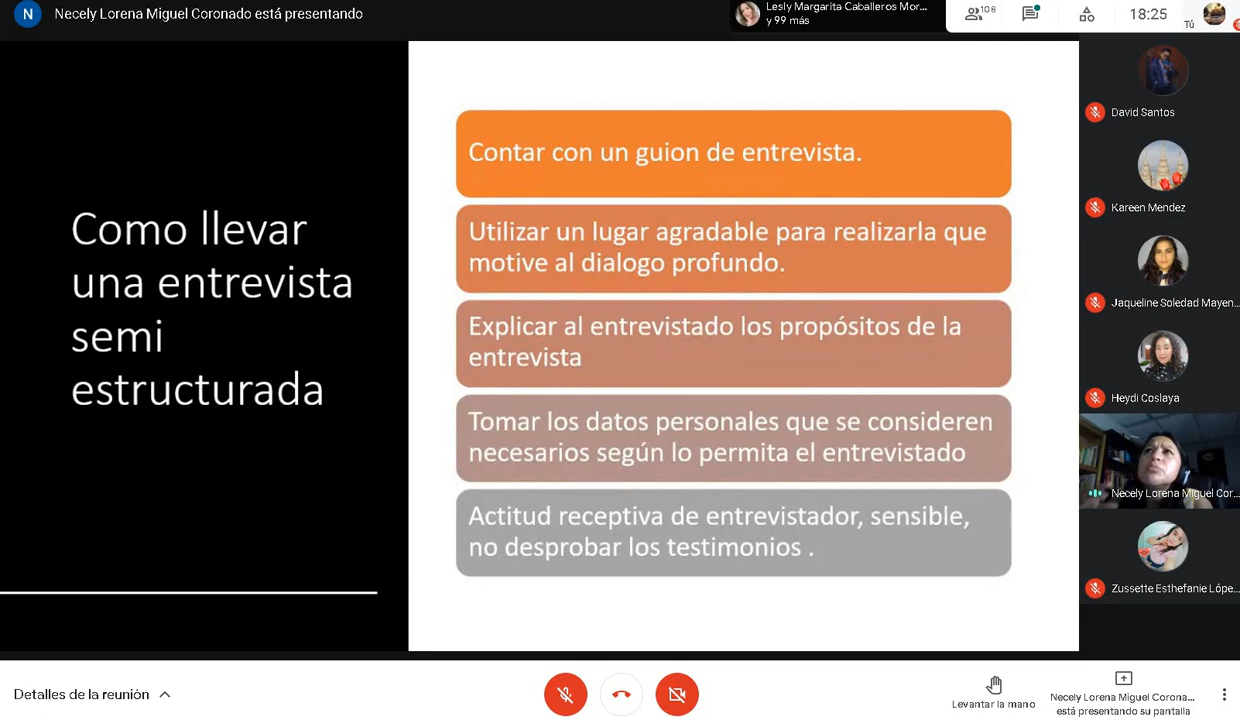 N
Necely Lorena Miguel Coronado está presentando
Lesly Margarita Caballeros Mor...
y 99 más
106
18:25
Tú
Como llevar
una entrevista
semi
estructurada
Contar con un guion de entrevista.
Utilizar un lugar agradable para realizarla que
motive al dialogo profundo.
Explicar al entrevistado los propósitos de la
entrevista
Tomar los datos personales que se consideren
necesarios según lo permita el entrevistado
Actitud receptiva de entrevistador, sensible,
no desprobar los testimonios .
David Santos
Kareen Mendez
Jaqueline Soledad Mayen...
Heydi Coslaya
Necely Lorena Miguel Cor...
Zussette Esthefanie Lópe...
Detalles de la reunión
Levantar la mano
Necely Lorena Miguel Corona...
está presentando su pantalla